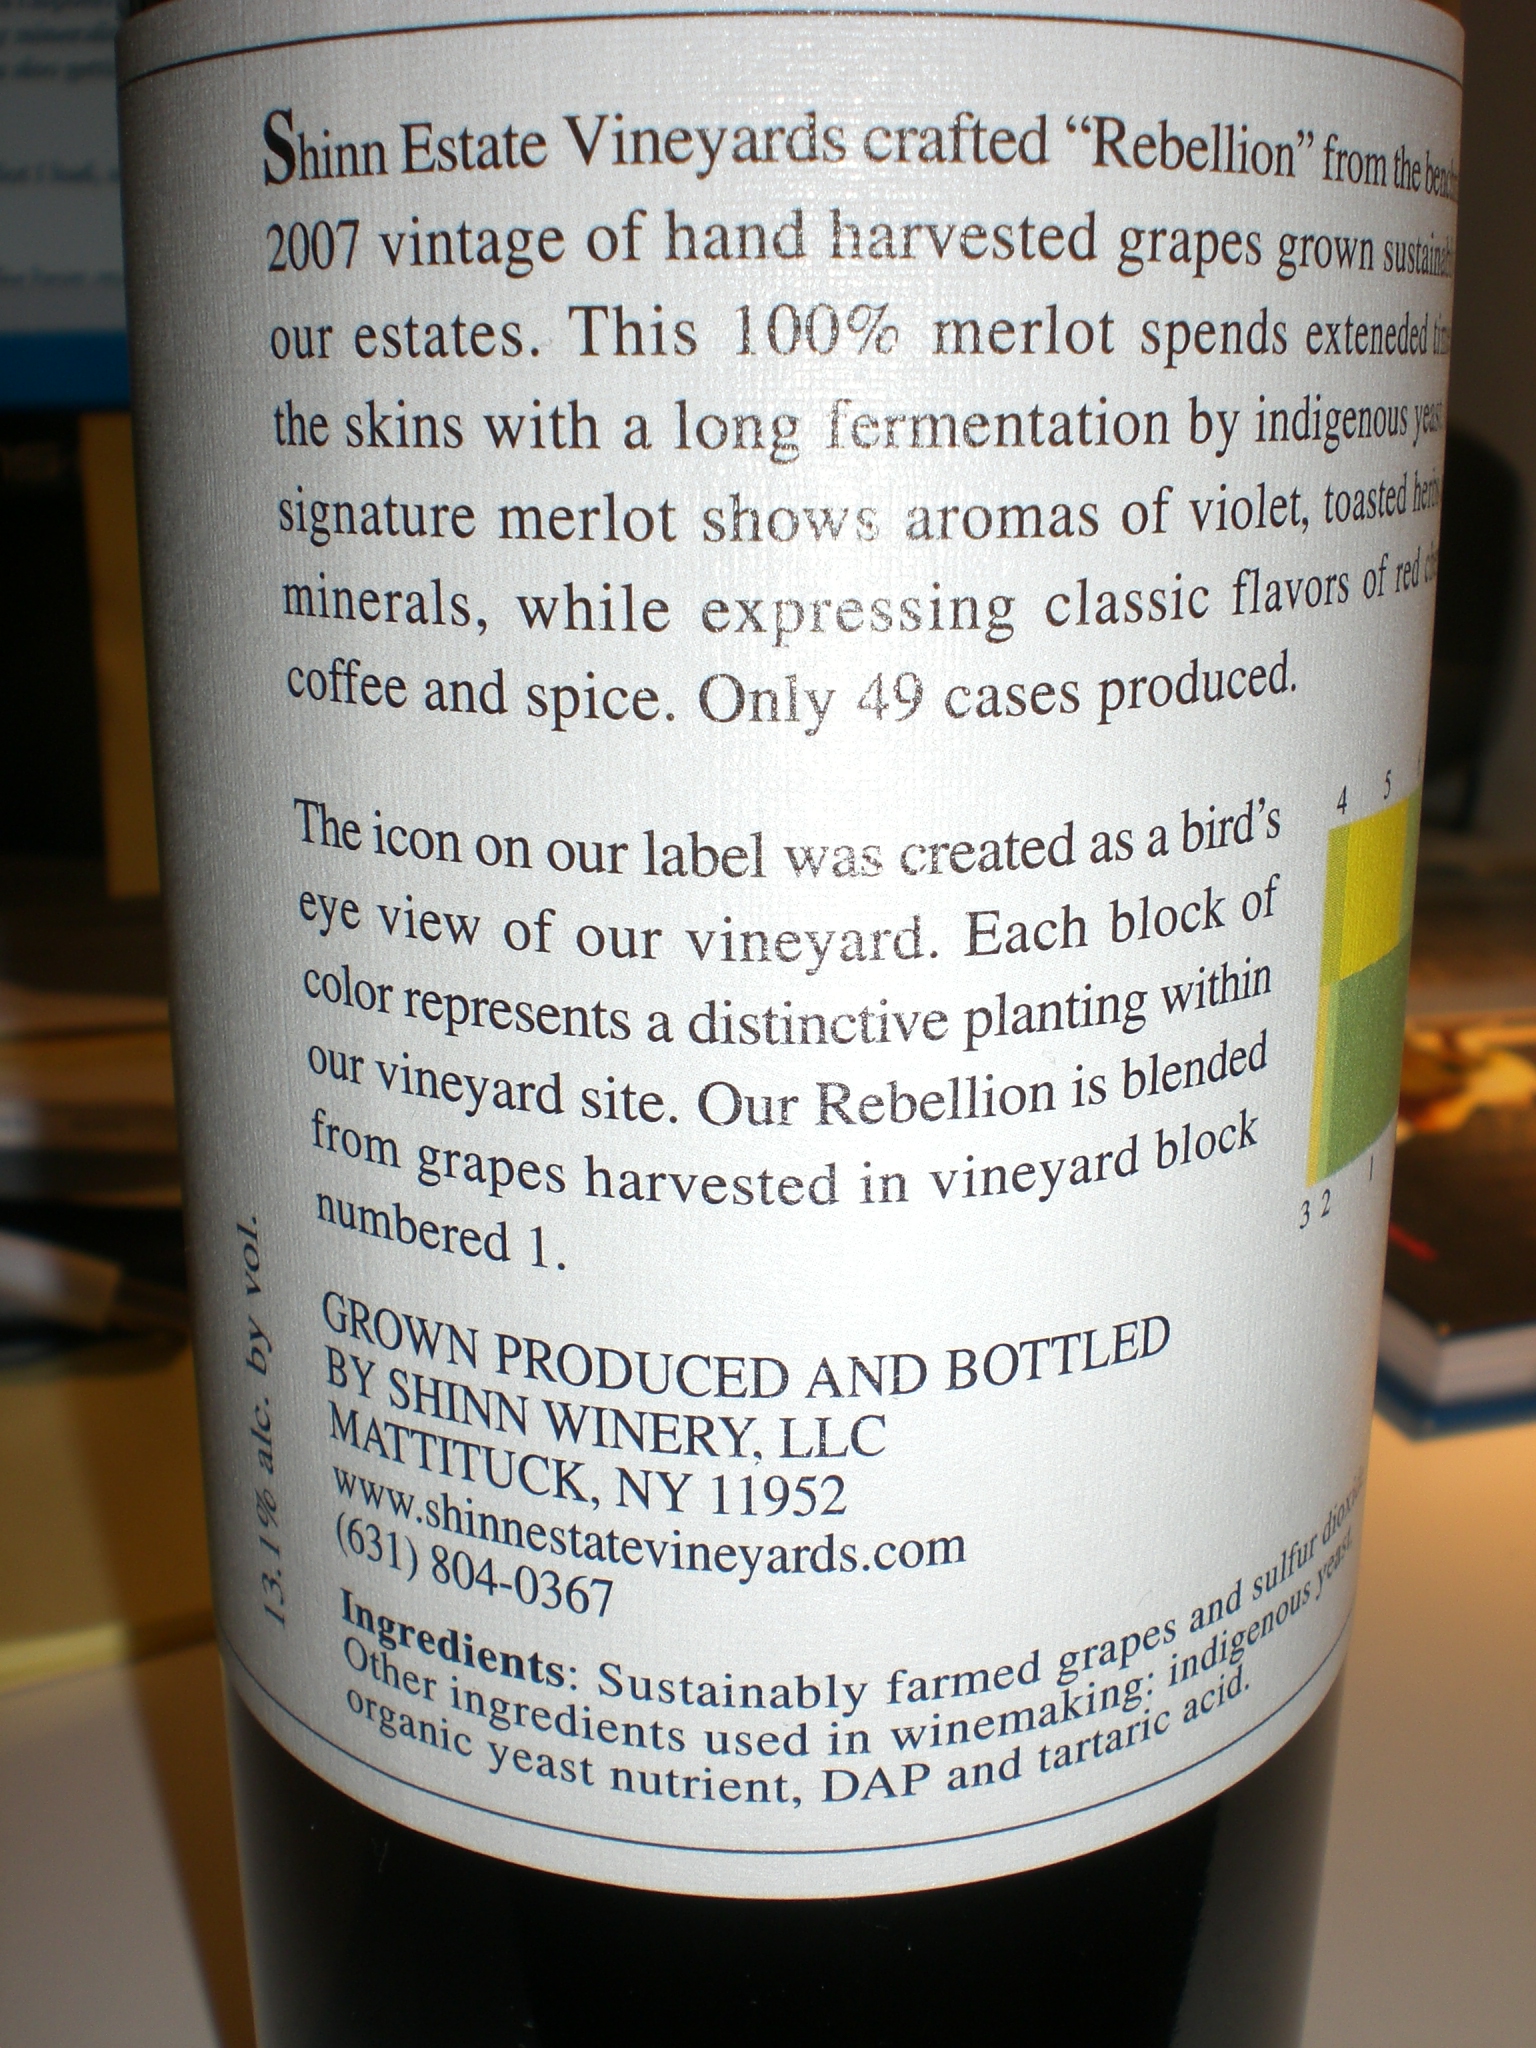 Shinn Estate Vineyards crafted “Rebellion” from the
2007 vintage of hand harvested grapes grown
our estates. This 100% merlot spends exteneded
the skins with a long fermentation by indigenous
signature merlot shows aromas of violet, toasted
minerals, while expressing classic flavors of red
coffee and spice. Only 49 cases produced.
The icon on our label was created as a bird's
eye view of our vineyard. Each block of
color represents a distinctive planting within
our vineyard site. Our Rebellion is blended
from grapes harvested in vineyard block
numbered 1.
4 5
3 2 1
GROWN PRODUCED AND BOTTLED
BY SHINN WINERY, LLC
MATTITUCK, NY 11952
www.shinnestatevineyards.com
(631) 804-0367
Ingredients: Sustainably farmed grapes and sulfur
Other ingredients used in winemaking: indigenous yeast,
organic yeast nutrient, DAP and tartaric acid.
13.1% alc. by vol.